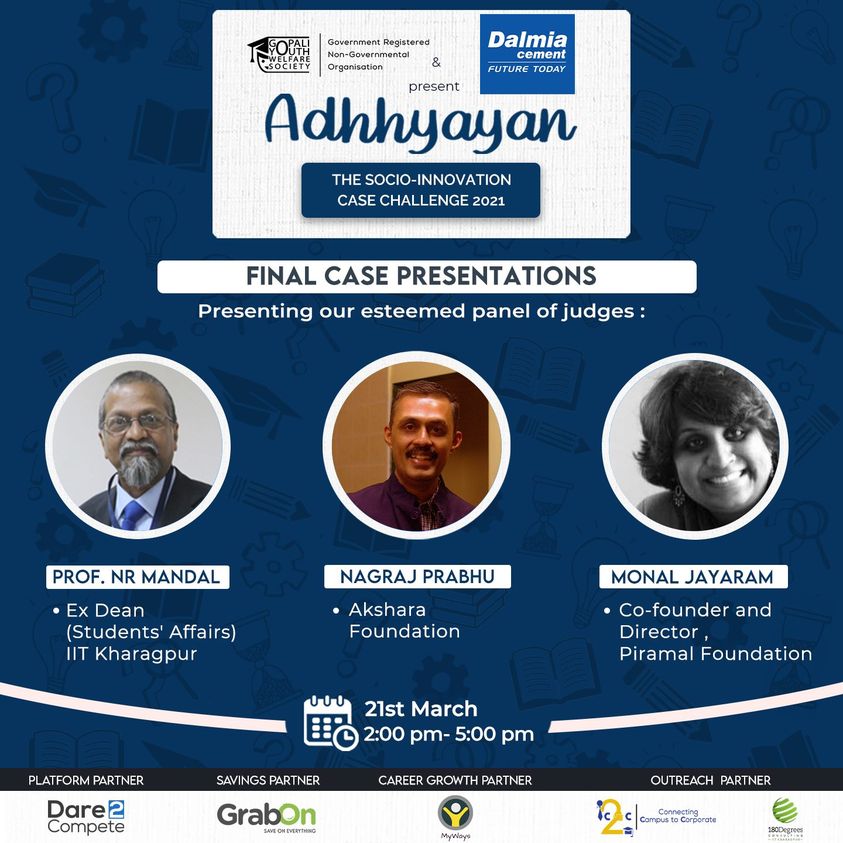 GOPALI
YOUTH
WELFARE
SOCIETY
Government Registered
Non-Governmental
Organisation
&
present
Dalmia
cement
FUTURE TODAY
Adhhyayan
THE SOCIO-INNOVATION
CASE CHALLENGE 2021
FINAL CASE PRESENTATIONS
Presenting our esteemed panel of judges :
PROF. NR MANDAL
• Ex Dean
(Students' Affairs)
IIT Kharagpur
NAGRAJ PRABHU
• Akshara
Foundation
MONAL JAYARAM
• Co-founder and
Director ,
Piramal Foundation
21st March
2:00 pm- 5:00 pm
PLATFORM PARTNER
SAVINGS PARTNER
CAREER GROWTH PARTNER
OUTREACH PARTNER
Dare2
Compete
GrabOn
SAVE ON EVERYTHING
MyWays
C2C
Connecting
Campus to Corporate
180Degrees
CONSULTING